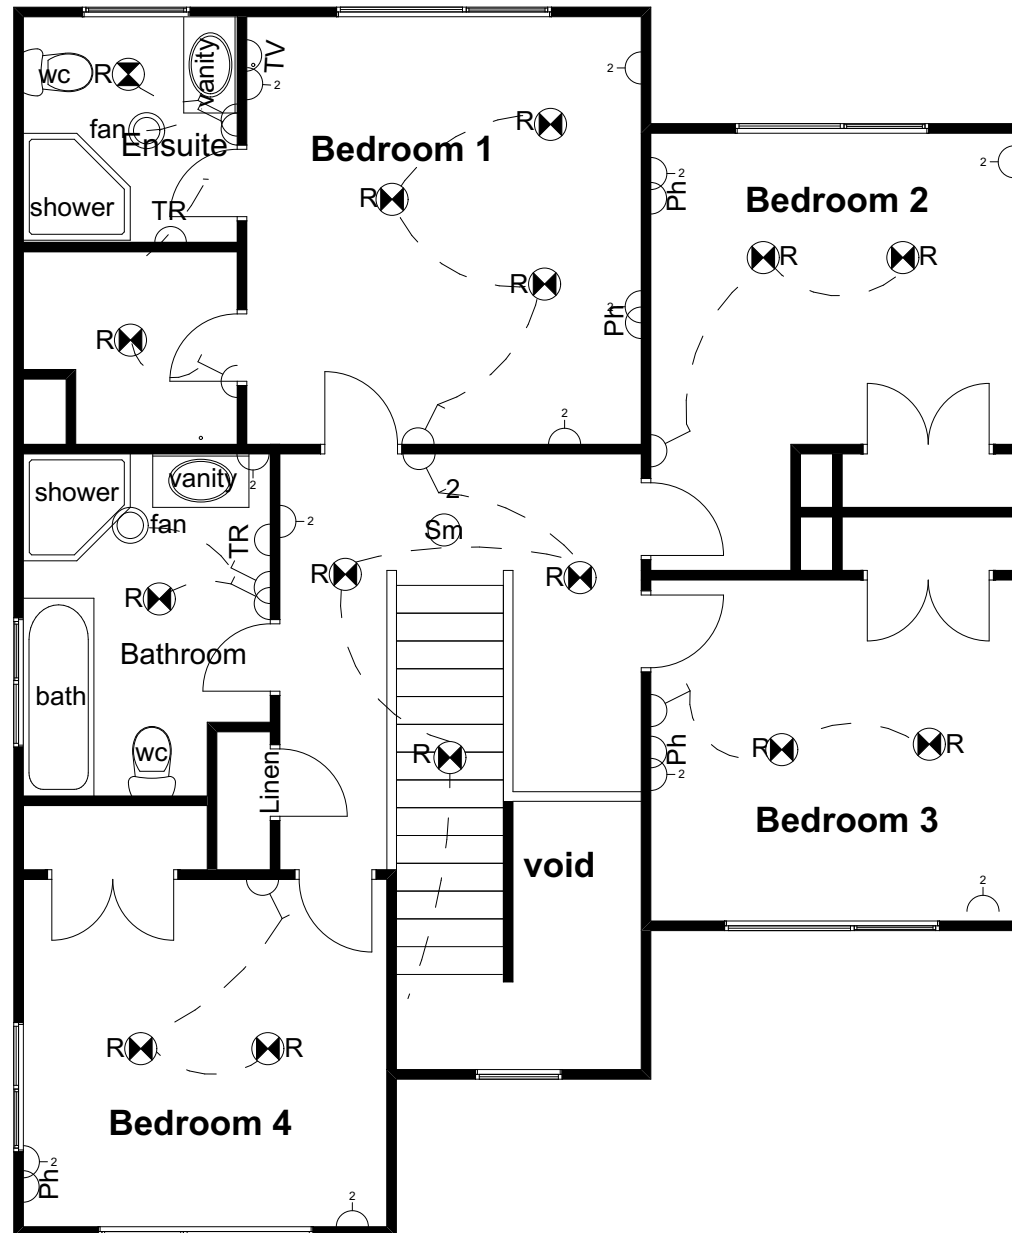 TV
vanity
wc
R
2
2
R
fan
Ensuite
Bedroom 1
2
2
Ph
R
Bedroom 2
shower
TR
R
R
R
Ph
R
2
vanity
2
shower
2
2
fan
TR
Sm
R
R
R
Bathroom
bath
wc
Linen
R
Ph
2
R
R
Bedroom 3
void
2
R
R
Bedroom 4
2
Ph
2